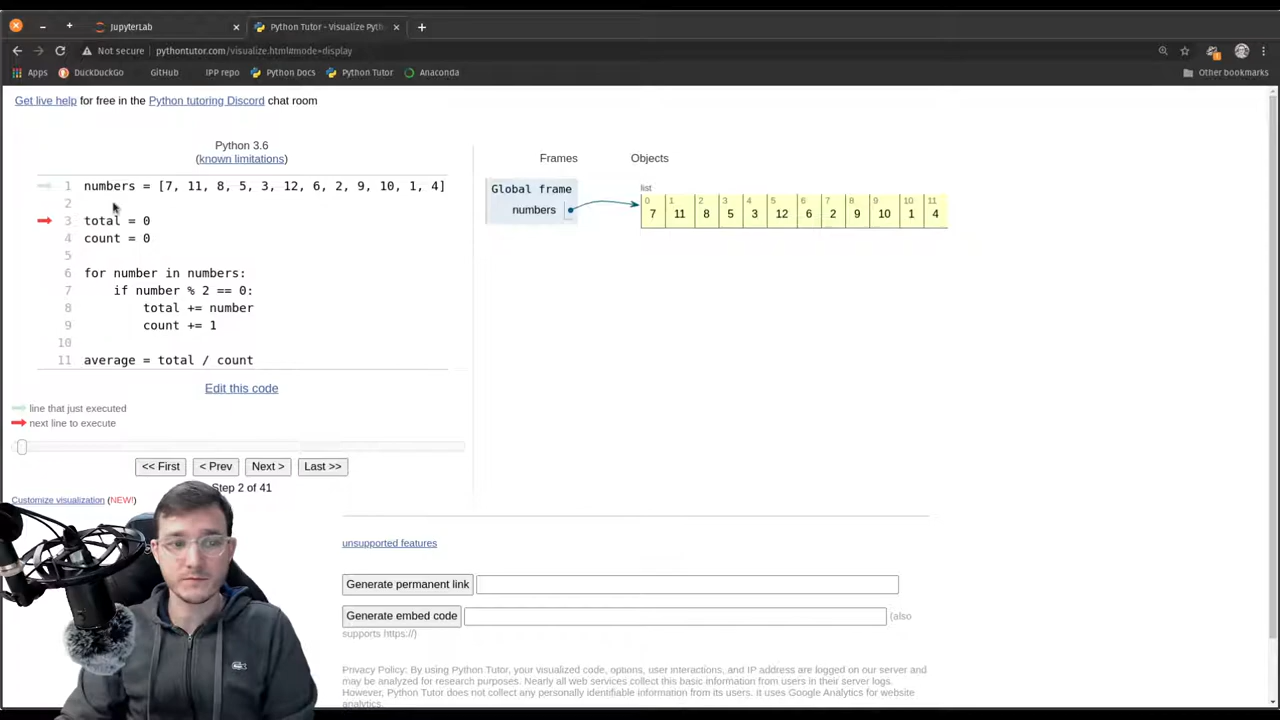 JupyterLab
Python Tutor - Visualize Pyth
Not secure pythontutor.com/visualize.html#mode=display
Apps DuckDuckGo GitHub IPP repo Python Docs Python Tutor Anaconda Other bookmarks
Get live help for free in the Python tutoring Discord chat room
Python 3.6
(known limitations)
1 numbers = [7, 11, 8, 5, 3, 12, 6, 2, 9, 10, 1, 4]
2
3 total = 0
4 count = 0
5
6 for number in numbers:
7 if number % 2 == 0:
8 total += number
9 count += 1
10
11 average = total / count
Edit this code
line that just executed
next line to execute
<< First < Prev Next > Last >>
Step 2 of 41
Customize visualization (NEW!)
Frames Objects
Global frame
numbers
list
0 1 2 3 4 5 6 7 8 9 10 11
7 11 8 5 3 12 6 2 9 10 1 4
unsupported features
Generate permanent link
Generate embed code (also
supports https://)
Privacy Policy: By using Python Tutor, your visualized code, options, user interactions, and IP address are logged on our server and
may be analyzed for research purposes. Nearly all web services collect this basic information from users in their server logs.
However, Python Tutor does not collect any personally identifiable information from its users. It uses Google Analytics for website
analytics.